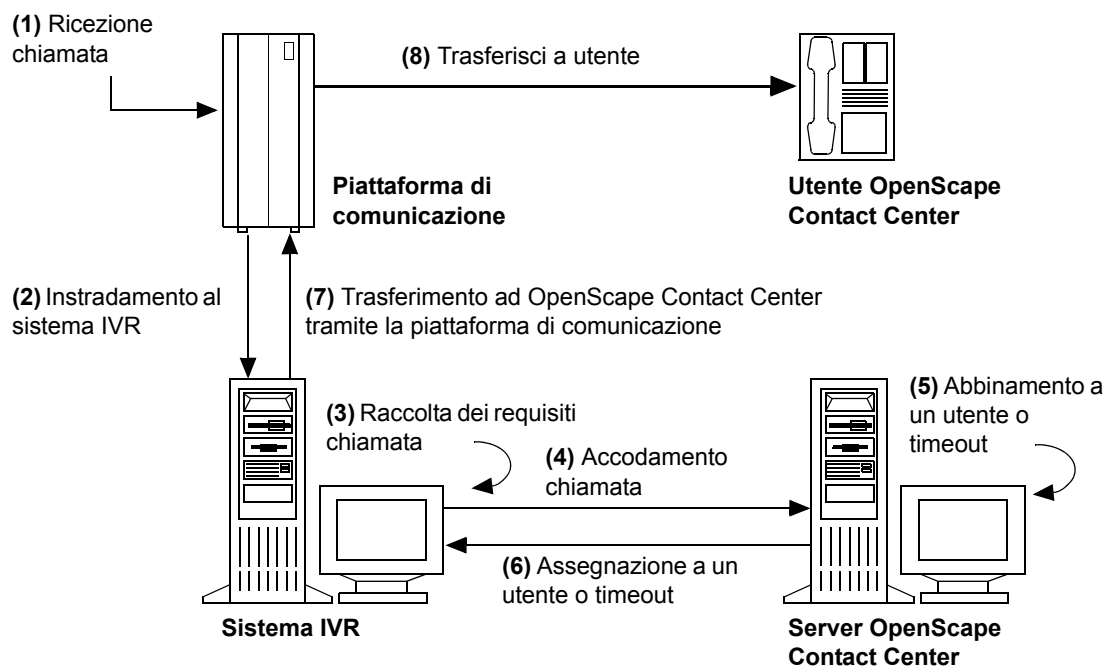 (1) Ricezione
chiamata
(8) Trasferisci a utente
Piattaforma di
comunicazione
Utente OpenScape
Contact Center
(2) Instradamento al
sistema IVR
(7) Trasferimento ad OpenScape Contact Center
tramite la piattaforma di comunicazione
(3) Raccolta dei requisiti
chiamata
(4) Accodamento
chiamata
(5) Abbinamento a
un utente o
timeout
(6) Assegnazione a un
utente o timeout
Sistema IVR
Server OpenScape
Contact Center